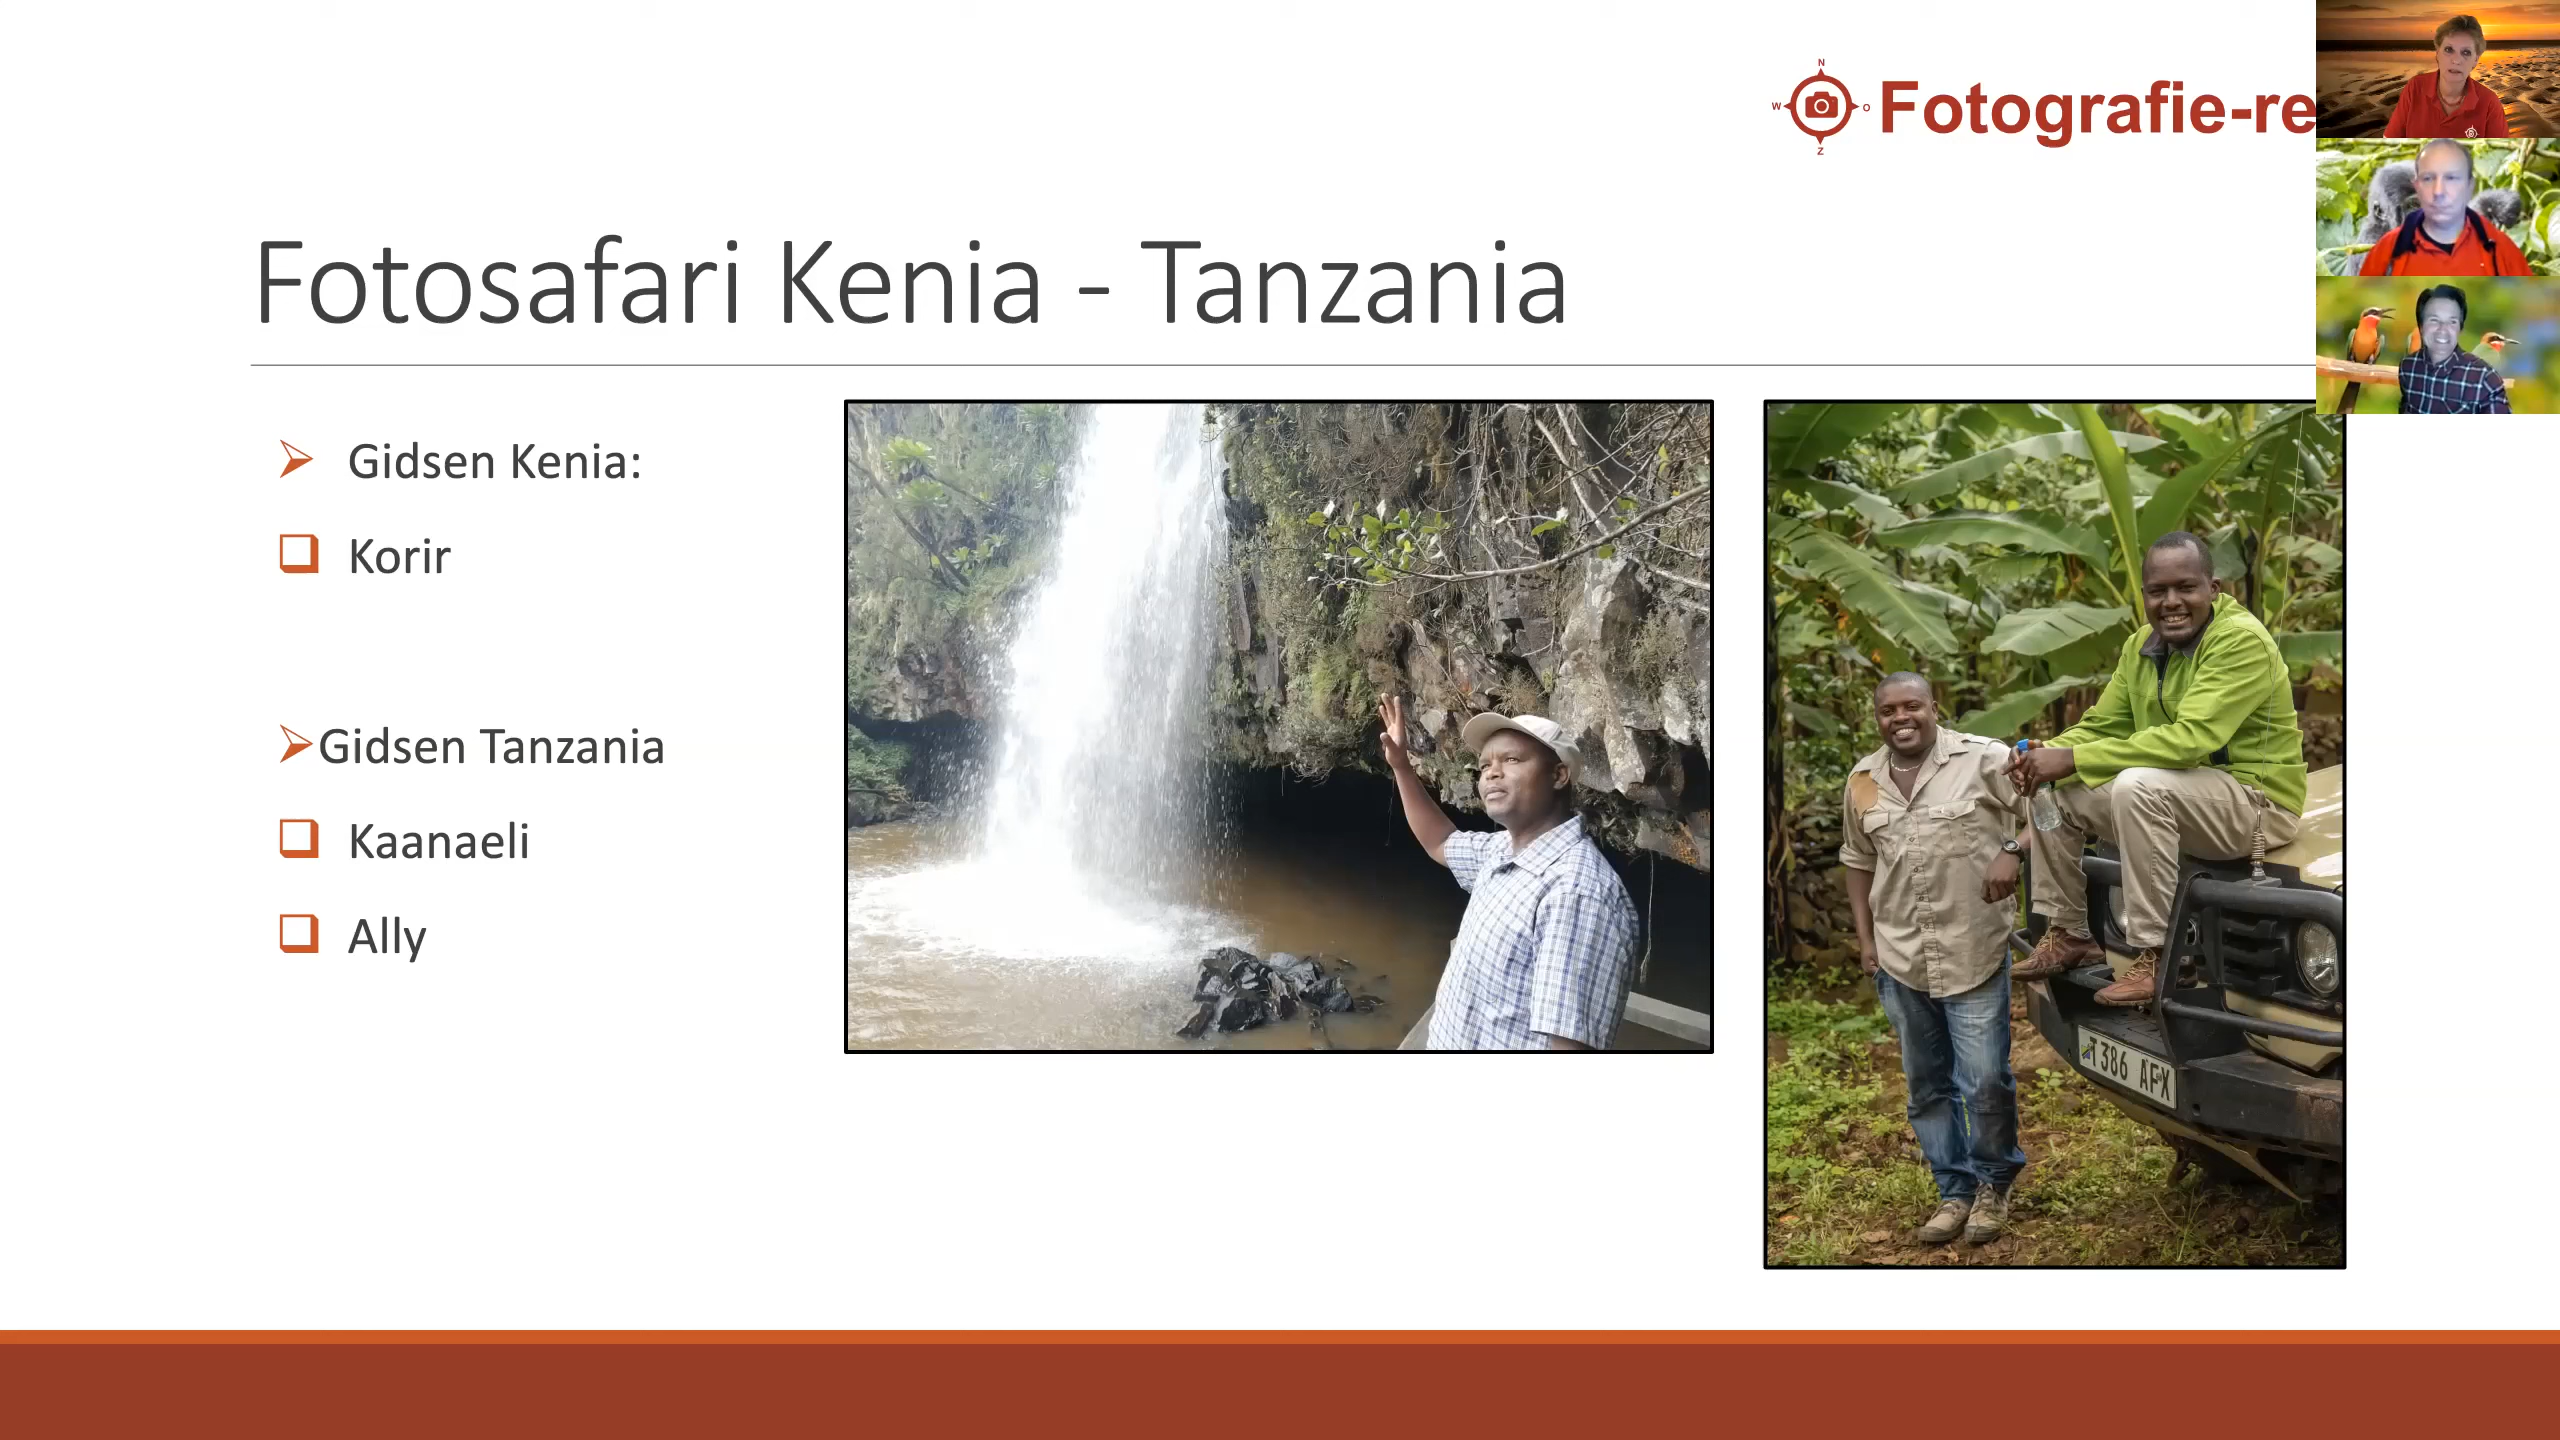 N
W
O
Z
Fotografie-re
Fotosafari Kenia - Tanzania
Gidsen Kenia:
Korir
Gidsen Tanzania
Kaanaeli
Ally
T 386 AFX